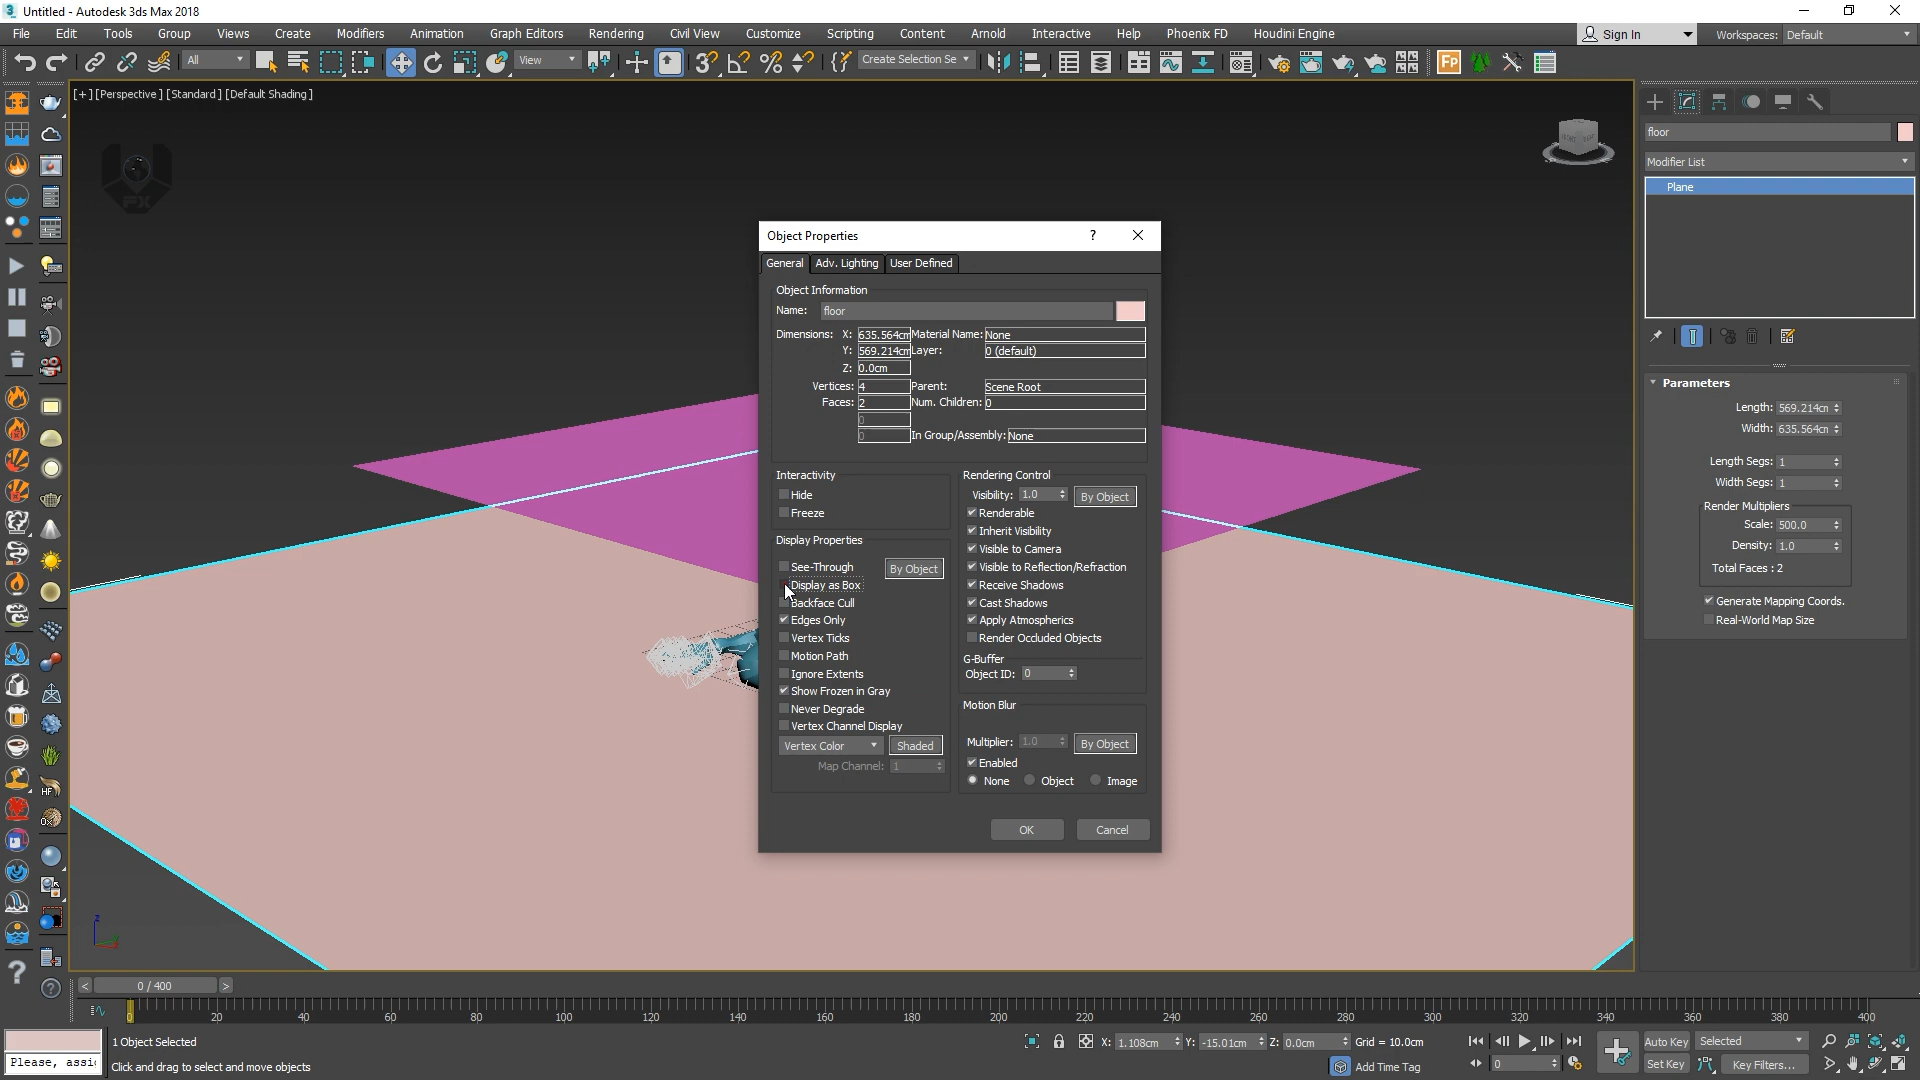 Untitled - Autodesk 3ds Max 2018
File Edit Tools Group Views Create Modifiers Animation Graph Editors Rendering Civil View Customize Scripting Content Arnold Interactive Help Phoenix FD Houdini Engine
Sign In
Workspaces: Default
All
View
Create Selection Se
[+] [Perspective] [Standard] [Default Shading]
FX
floor
Modifier List
Plane
Parameters
Length: 569.214cm
Width: 635.564cm
Length Segs: 1
Width Segs: 1
Render Multipliers
Scale: 500.0
Density: 1.0
Total Faces : 2
Generate Mapping Coords.
Real-World Map Size
Object Properties
?
General Adv. Lighting User Defined
Object Information
Name: floor
Dimensions: X: 635.564cm Material Name: None
Y: 569.214cm Layer: 0 (default)
Z: 0.0cm
Vertices: 4 Parent: Scene Root
Faces: 2 Num. Children: 0
0
0 In Group/Assembly: None
Interactivity
Hide
Freeze
Display Properties
See-Through By Object
Display as Box
Backface Cull
Edges Only
Vertex Ticks
Motion Path
Ignore Extents
Show Frozen in Gray
Never Degrade
Vertex Channel Display
Vertex Color Shaded
Map Channel: 1
Rendering Control
Visibility: 1.0 By Object
Renderable
Inherit Visibility
Visible to Camera
Visible to Reflection/Refraction
Receive Shadows
Cast Shadows
Apply Atmospherics
Render Occluded Objects
G-Buffer
Object ID: 0
Motion Blur
Multiplier: 1.0 By Object
Enabled
None Object Image
OK Cancel
0 / 400
0 20 40 60 80 100 120 140 160 180 200 220 240 260 280 300 320 340 360 380 400
1 Object Selected
Click and drag to select and move objects
Please, assi
X: 1.108cm Y: -15.01cm Z: 0.0cm Grid = 10.0cm
Add Time Tag
0
Auto Key Selected
Set Key Key Filters...